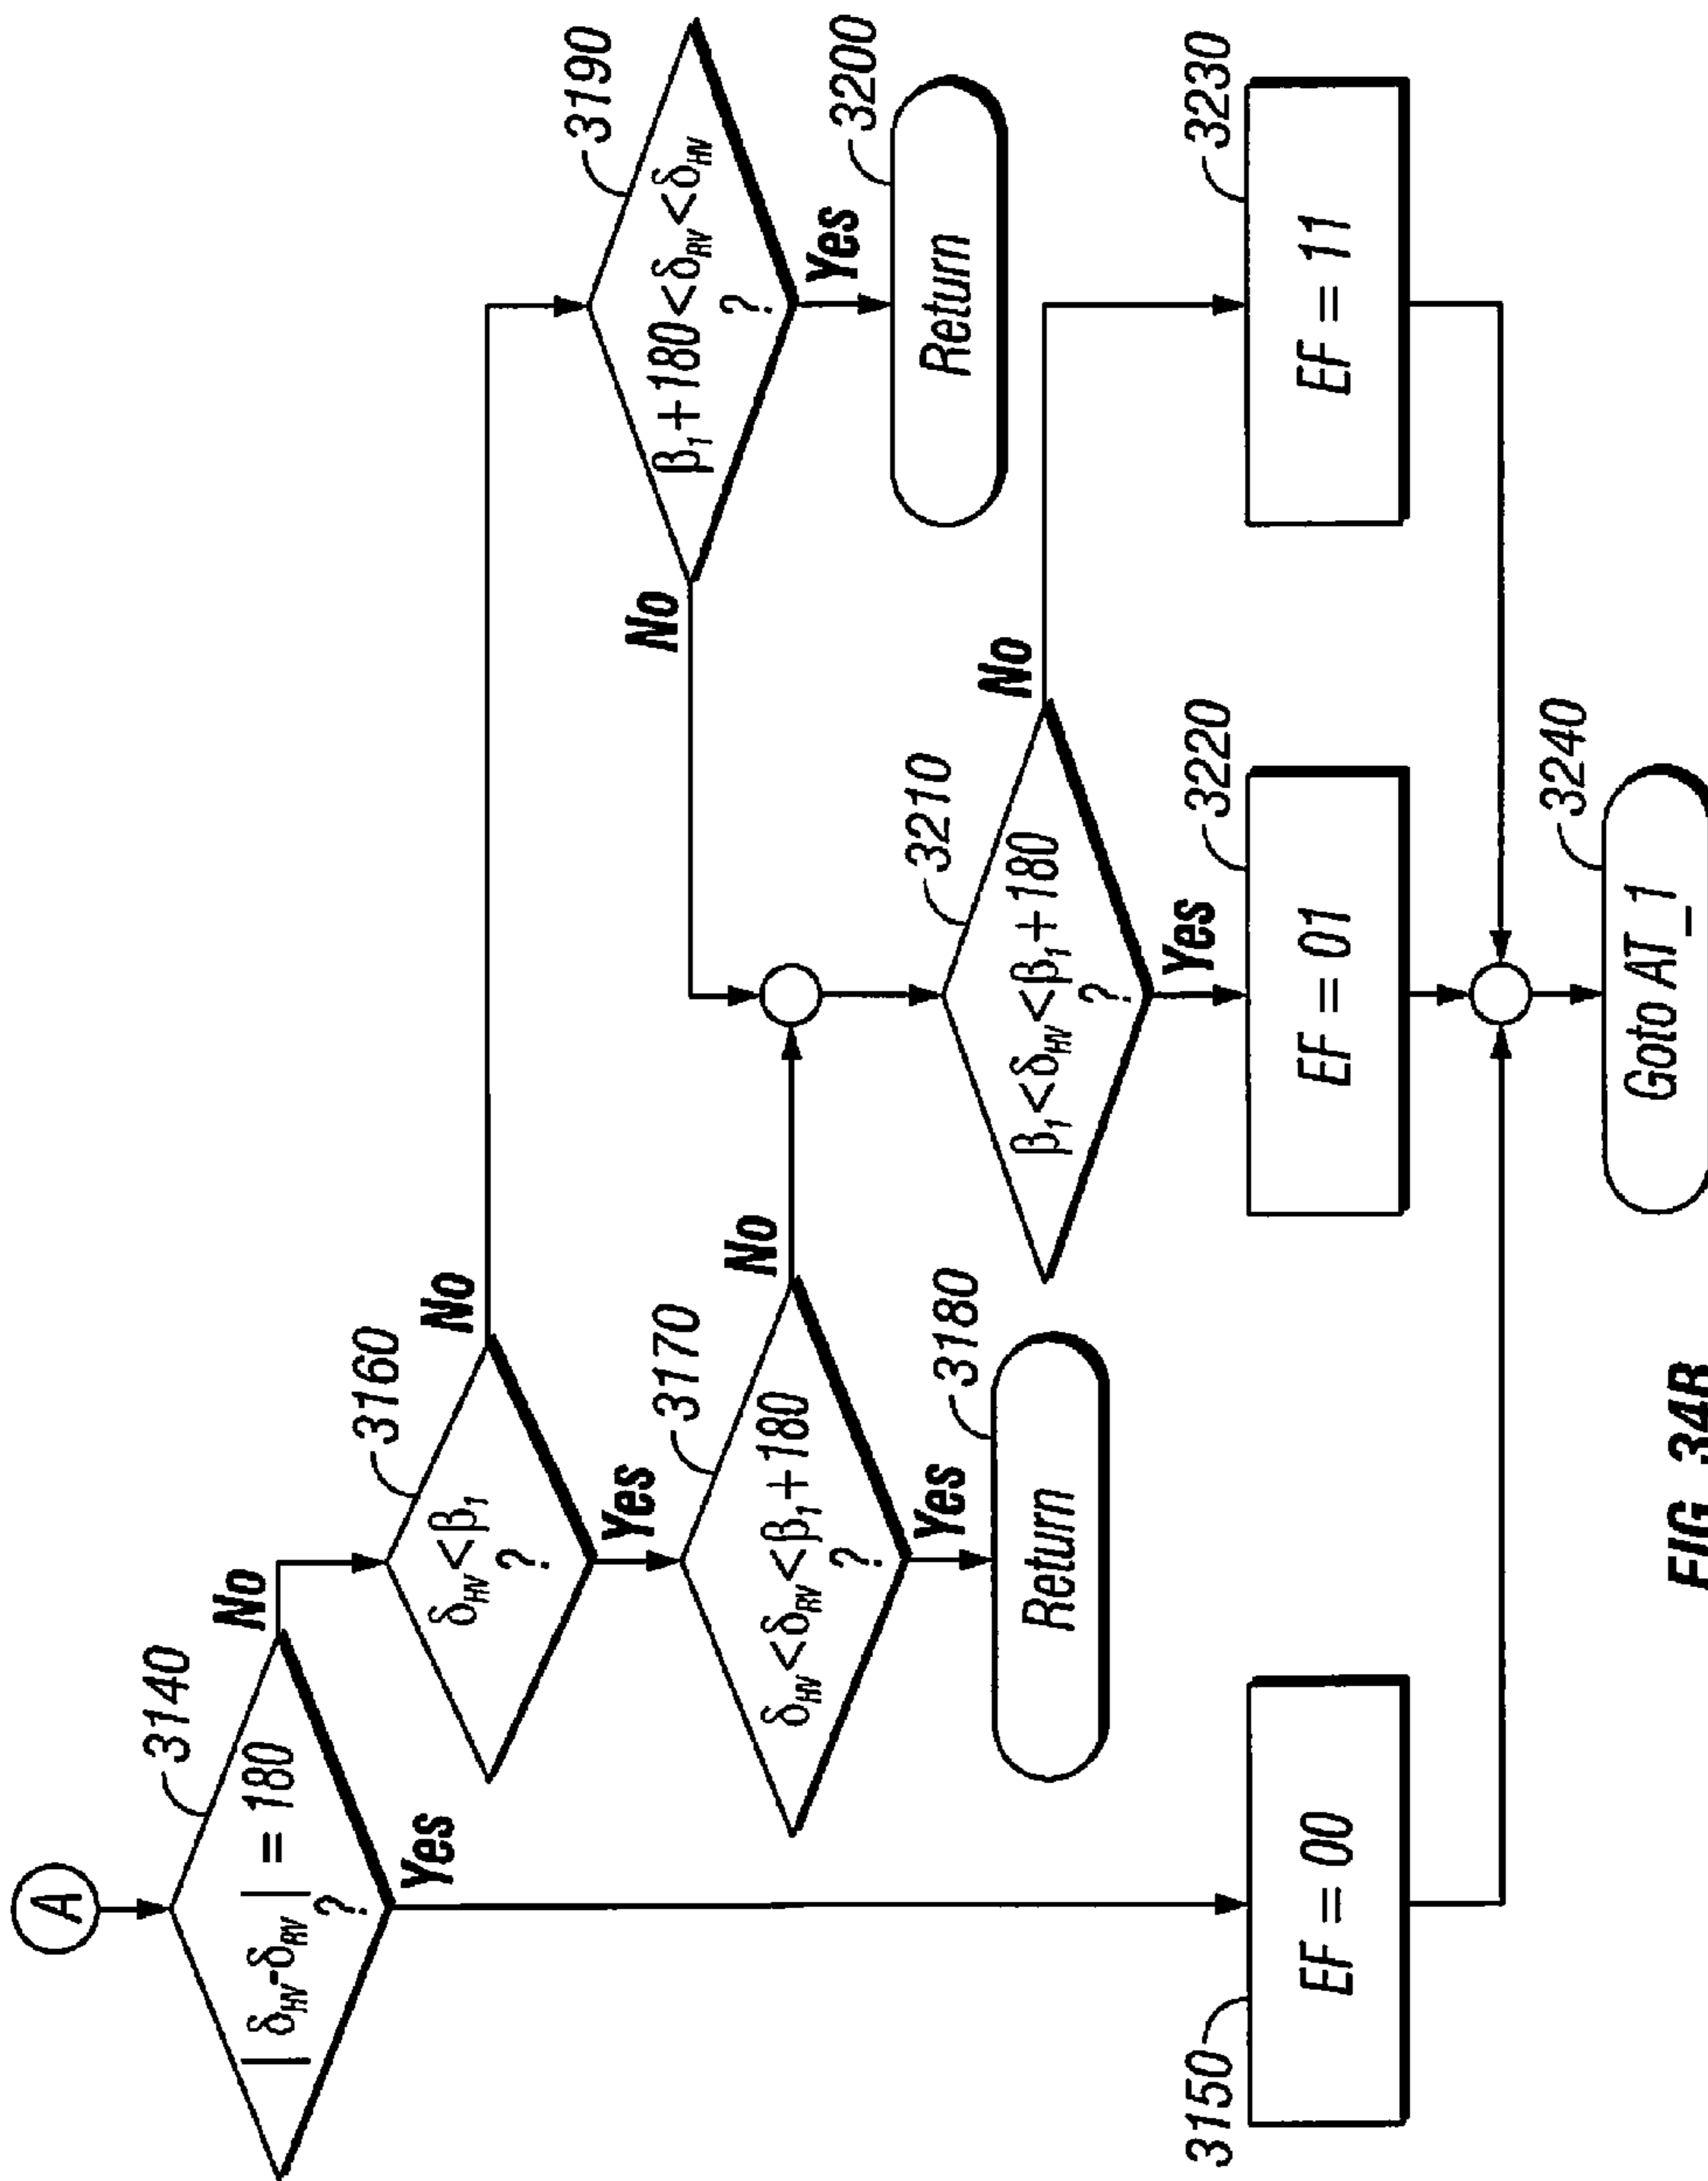 A
3140
| δHV-δRV | = 180
?
No
Yes
3160
δHV <β1
?
No
Yes
3190
β1+180<δRV <δHV
?
No
Yes
3170
δHV<δRV <β1+180
?
No
Yes
3200
Return
3180
Return
3210
β1<δHV<β1+180
?
No
Yes
3150
EF = 00
3220
EF = 01
3230
EF = 11
3240
Goto AT_1
FIG. 34B